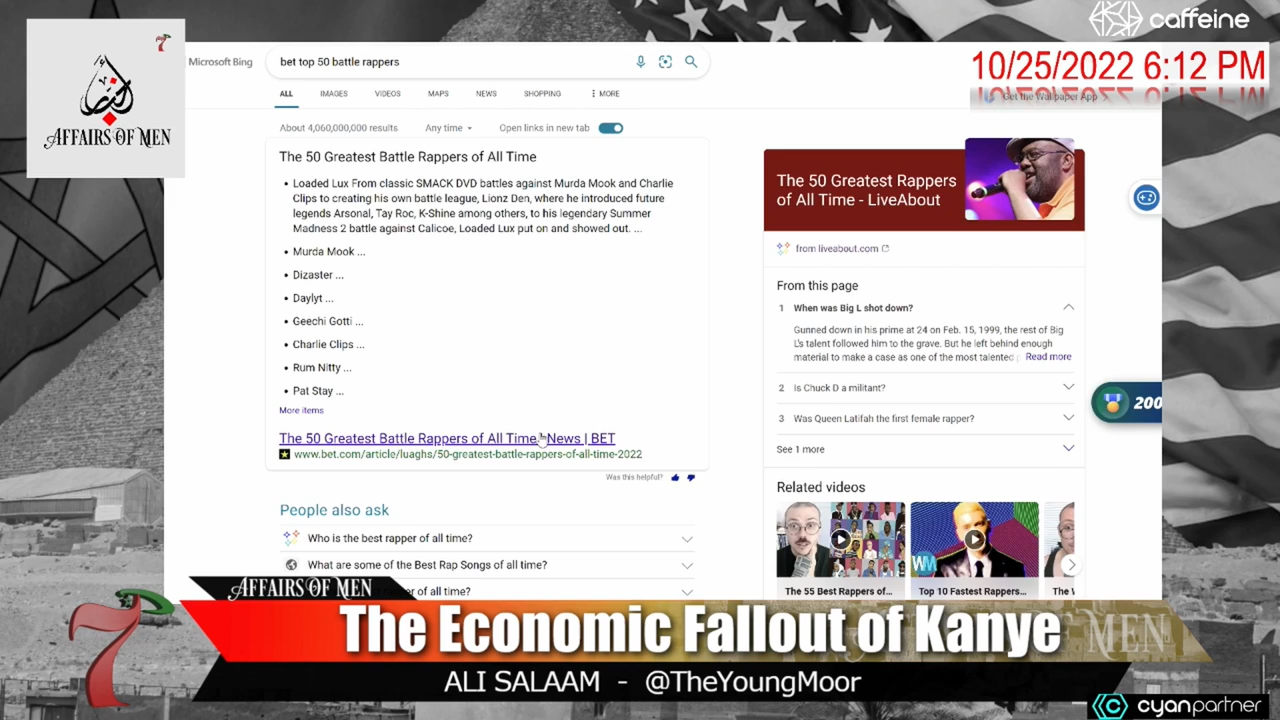 caffeine
10/25/2022 6:12 PM
Get the Wallpaper App
AFFAIRS OF MEN
Microsoft Bing
bet top 50 battle rappers
ALL IMAGES VIDEOS MAPS NEWS SHOPPING MORE
About 4,060,000,000 results Any time Open links in new tab
The 50 Greatest Battle Rappers of All Time
• Loaded Lux From classic SMACK DVD battles against Murda Mook and Charlie
Clips to creating his own battle league, Lionz Den, where he introduced future
legends Arsonal, Tay Roc, K-Shine among others, to his legendary Summer
Madness 2 battle against Calicoe, Loaded Lux put on and showed out. ...
• Murda Mook ...
• Dizaster ...
• Daylyt ...
• Geechi Gotti ...
• Charlie Clips ...
• Rum Nitty ...
• Pat Stay ...
More items
The 50 Greatest Battle Rappers of All Time - News | BET
www.bet.com/article/luaghs/50-greatest-battle-rappers-of-all-time-2022
Was this helpful?
People also ask
Who is the best rapper of all time?
What are some of the Best Rap Songs of all time?
of all time?
The 50 Greatest Rappers
of All Time - LiveAbout
from liveabout.com
From this page
1 When was Big L shot down?
Gunned down in his prime at 24 on Feb. 15, 1999, the rest of Big
L's talent followed him to the grave. But he left behind enough
material to make a case as one of the most talented Read more
2 Is Chuck D a militant?
3 Was Queen Latifah the first female rapper?
See 1 more
Related videos
WM
The 55 Best Rappers of... Top 10 Fastest Rappers... The
200
AFFAIRS OF MEN
The Economic Fallout of Kanye
MEN
ALI SALAAM - @TheYoungMoor
7
cyanpartner